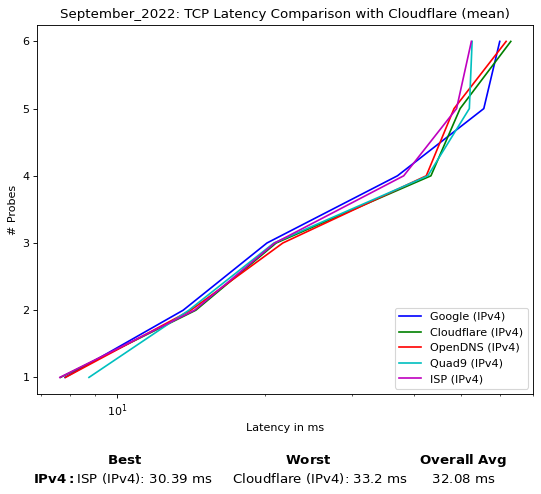 September_2022: TCP Latency Comparison with Cloudflare (mean)
6
5
4
3
2
1
# Probes
Google (IPv4)
Cloudflare (IPv4)
OpenDNS (IPv4)
Quad9 (IPv4)
ISP (IPv4)
10¹
Latency in ms
Best Worst Overall Avg
IPv4: ISP (IPv4): 30.39 ms Cloudflare (IPv4): 33.2 ms 32.08 ms